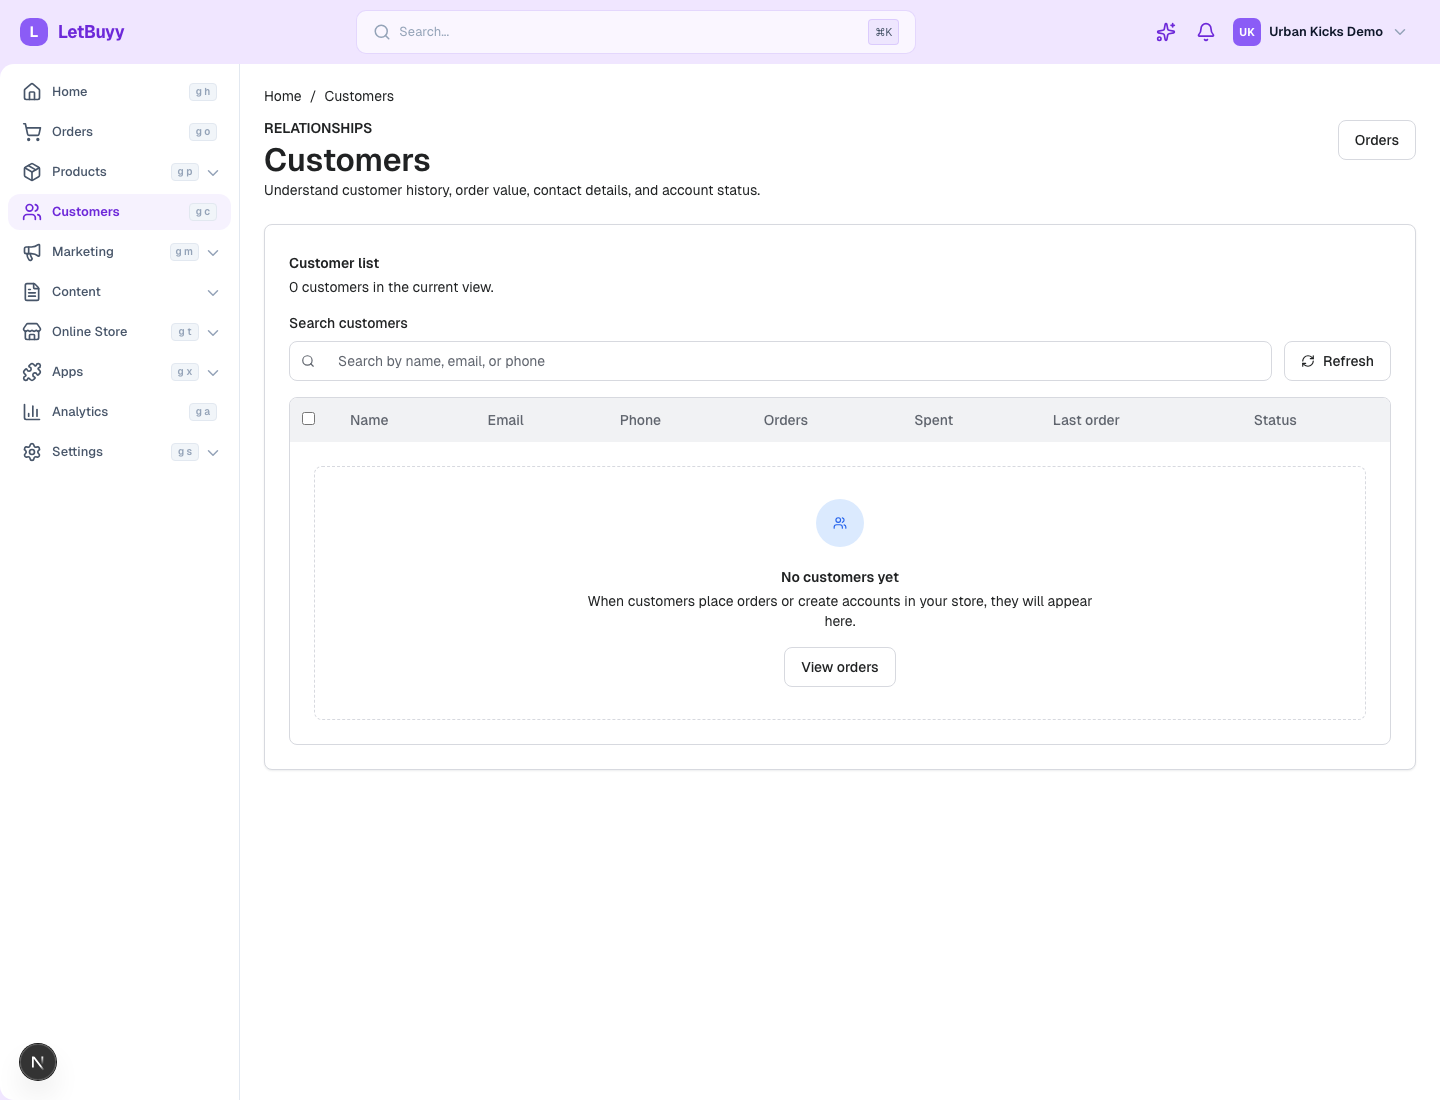 L LetBuyy
Search...
⌘K
UK Urban Kicks Demo
Home g h
Orders g o
Products g p
Customers g c
Marketing g m
Content
Online Store g t
Apps g x
Analytics g a
Settings g s
N
Home / Customers
RELATIONSHIPS
Customers
Understand customer history, order value, contact details, and account status.
Orders
Customer list
0 customers in the current view.
Search customers
Search by name, email, or phone
Refresh
Name Email Phone Orders Spent Last order Status
No customers yet
When customers place orders or create accounts in your store, they will appear
here.
View orders